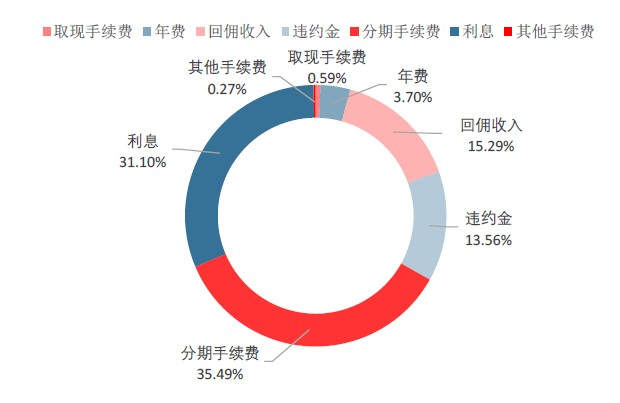 取现手续费 年费 回佣收入 违约金 分期手续费 利息 其他手续费
取现手续费
0.59%
其他手续费
0.27%
年费
3.70%
回佣收入
15.29%
利息
31.10%
违约金
13.56%
分期手续费
35.49%